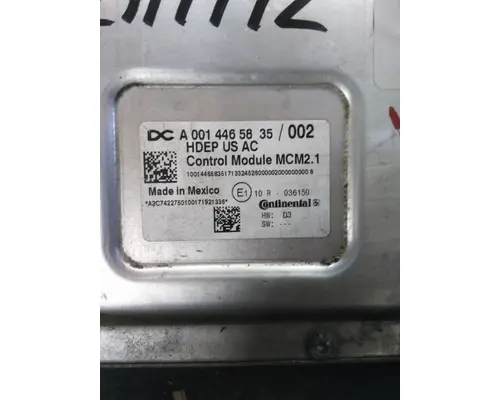 DC A 001 446 58 35 / 002
HDEP US AC
Control Module MCM2.1
Made in Mexico
E1 10 R - 036150
*A2C7422750100171921336*
Continental
HW: D3
SW: ---